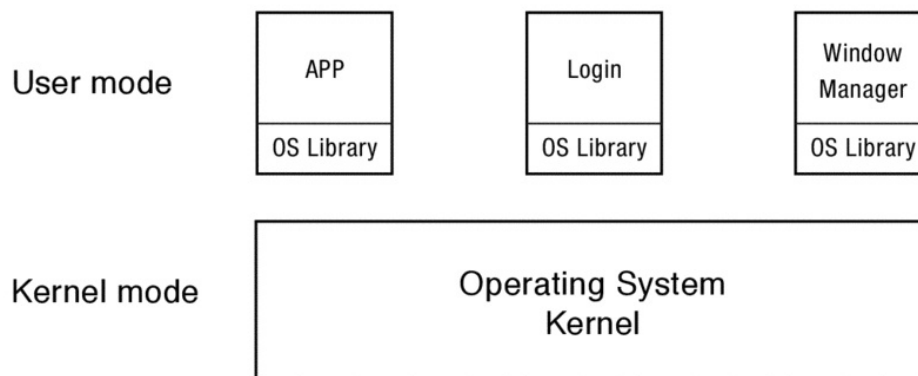 User mode
APP
OS Library
Login
OS Library
Window
Manager
OS Library
Kernel mode
Operating System
Kernel